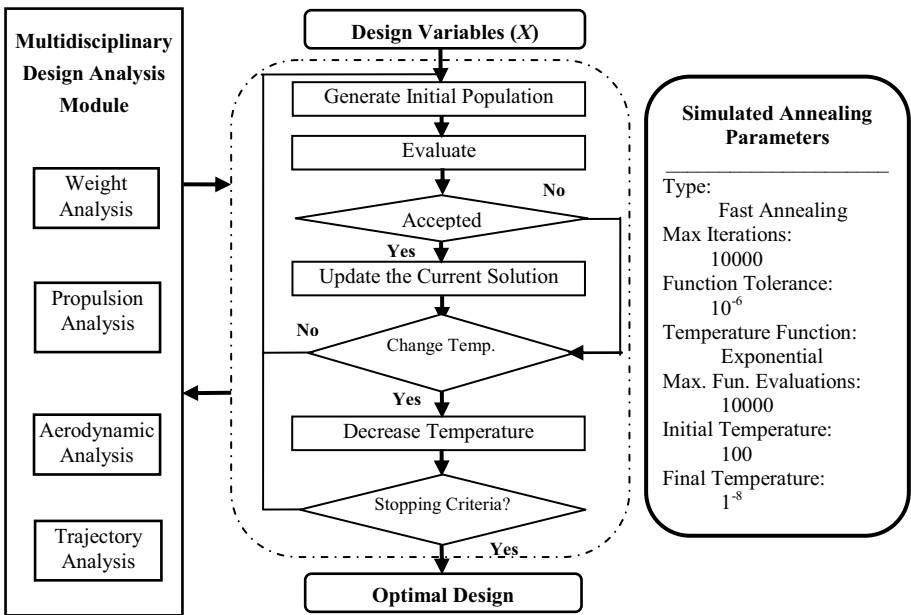 Multidisciplinary
Design Analysis
Module
Weight
Analysis
Propulsion
Analysis
Aerodynamic
Analysis
Trajectory
Analysis
Design Variables (X)
Generate Initial Population
Evaluate
No
Accepted
Yes
Update the Current Solution
No
Change Temp.
Yes
Decrease Temperature
Stopping Criteria?
Yes
Optimal Design
Simulated Annealing
Parameters
Type:
Fast Annealing
Max Iterations:
10000
Function Tolerance:
10⁻⁶
Temperature Function:
Exponential
Max. Fun. Evaluations:
10000
Initial Temperature:
100
Final Temperature:
1⁻⁸